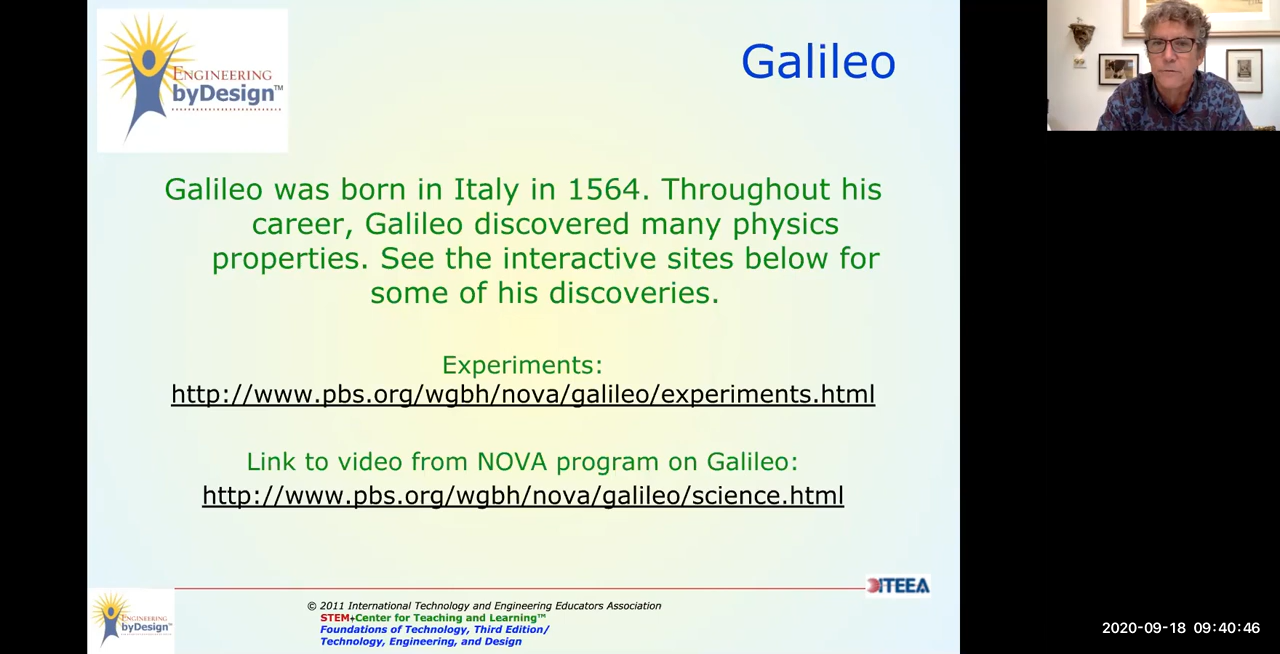 ENGINEERING
byDesign™
Galileo
Galileo was born in Italy in 1564. Throughout his
career, Galileo discovered many physics
properties. See the interactive sites below for
some of his discoveries.
Experiments:
http://www.pbs.org/wgbh/nova/galileo/experiments.html
Link to video from NOVA program on Galileo:
http://www.pbs.org/wgbh/nova/galileo/science.html
ITEEA
ENGINEERING
byDesign™
© 2011 International Technology and Engineering Educators Association
STEM+Center for Teaching and Learning™
Foundations of Technology, Third Edition/
Technology, Engineering, and Design
2020-09-18 09:40:46